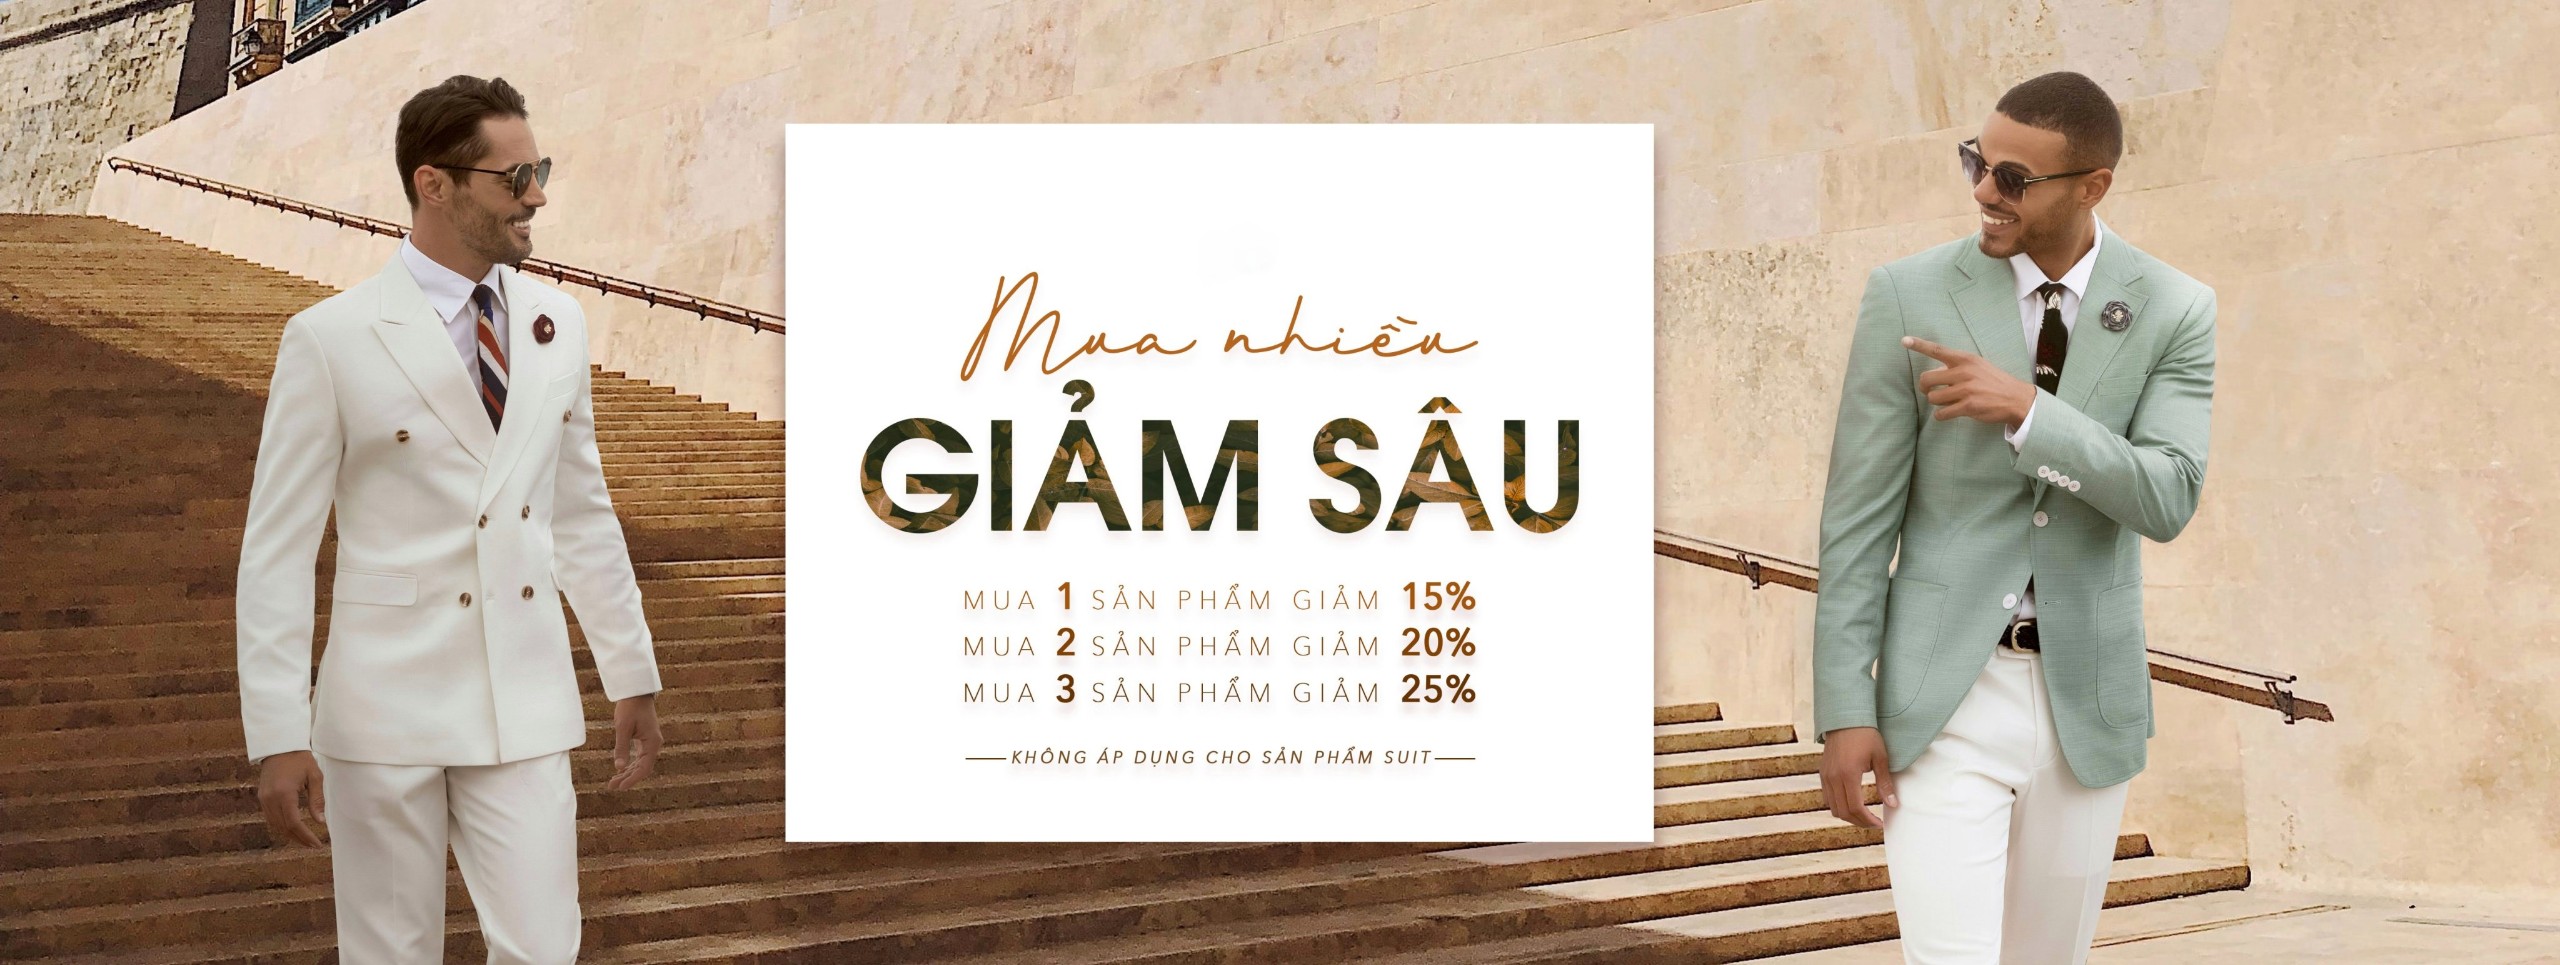 Mua nhiều
GIẢM SÂU
MUA 1 SẢN PHẨM GIẢM 15%
MUA 2 SẢN PHẨM GIẢM 20%
MUA 3 SẢN PHẨM GIẢM 25%
KHÔNG ÁP DỤNG CHO SẢN PHẨM SUIT